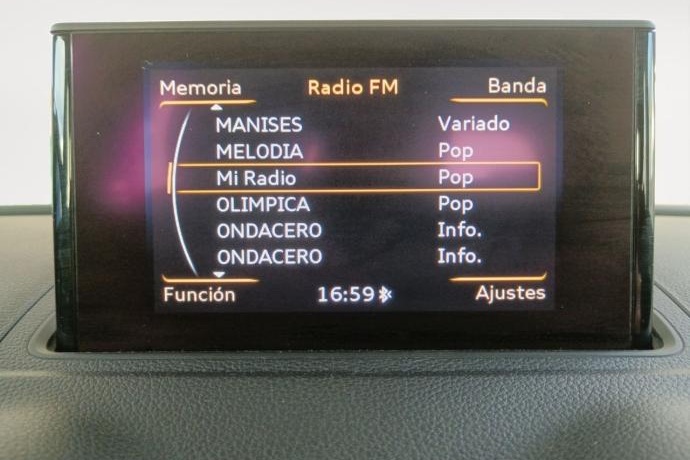 Memoria Radio FM Banda
MANISES Variado
MELODIA Pop
Mi Radio Pop
OLIMPICA Pop
ONDACERO Info.
ONDACERO Info.
Función 16:59 Ajustes